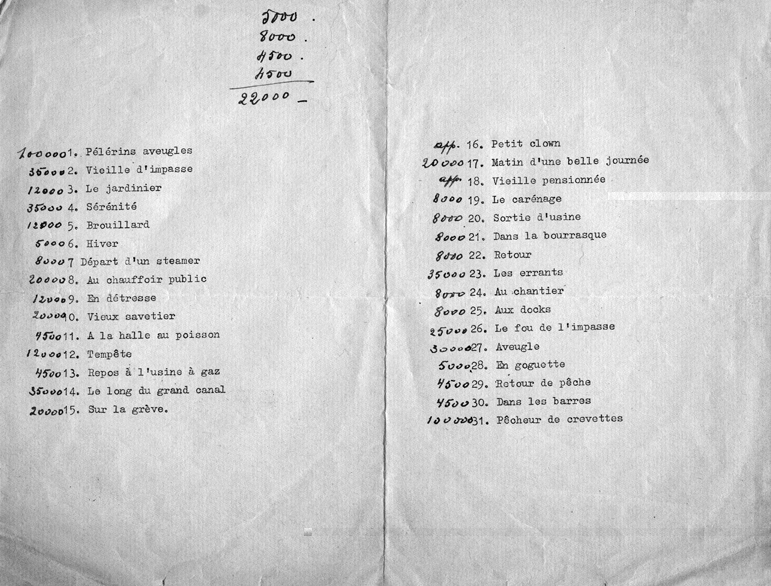 5000.
8000.
4500.
4500
22000_
100000 1. Pélérins aveugles
35000 2. Vieille d'impasse
12000 3. Le jardinier
35000 4. Sérénité
12000 5. Brouillard
5000 6. Hiver
8000 7 Départ d'un steamer
20000 8. Au chauffoir public
12000 9. En détresse
20000 0. Vieux savetier
4500 11. A la halle au poisson
12000 12. Tempête
4500 13. Repos à l'usine à gaz
35000 14. Le long du grand canal
20000 15. Sur la grève.
app. 16. Petit clown
20000 17. Matin d'une belle journée
app. 18. Vieille pensionnée
8000 19. Le carénage
8000 20. Sortie d'usine
8000 21. Dans la bourrasque
8000 22. Retour
35000 23. Les errants
8000 24. Au chantier
8000 25. Aux docks
25000 26. Le fou de l'impasse
30000 27. Aveugle
5000 28. En goguette
4500 29. Retour de pêche
4500 30. Dans les barres
100000 31. Pêcheur de crevettes